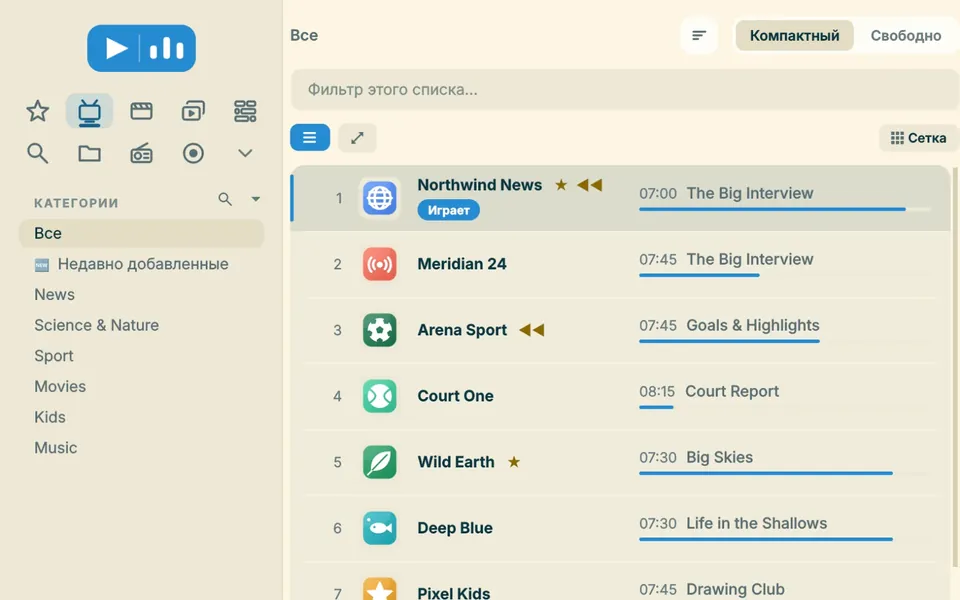 Все
Компактный
Свободно
Фильтр этого списка...
Сетка
КАТЕГОРИИ
Все
Недавно добавленные
News
Science & Nature
Sport
Movies
Kids
Music
1 Northwind News 07:00 The Big Interview
Играет
2 Meridian 24 07:45 The Big Interview
3 Arena Sport 07:45 Goals & Highlights
4 Court One 08:15 Court Report
5 Wild Earth 07:30 Big Skies
6 Deep Blue 07:30 Life in the Shallows
7 Pixel Kids 07:45 Drawing Club